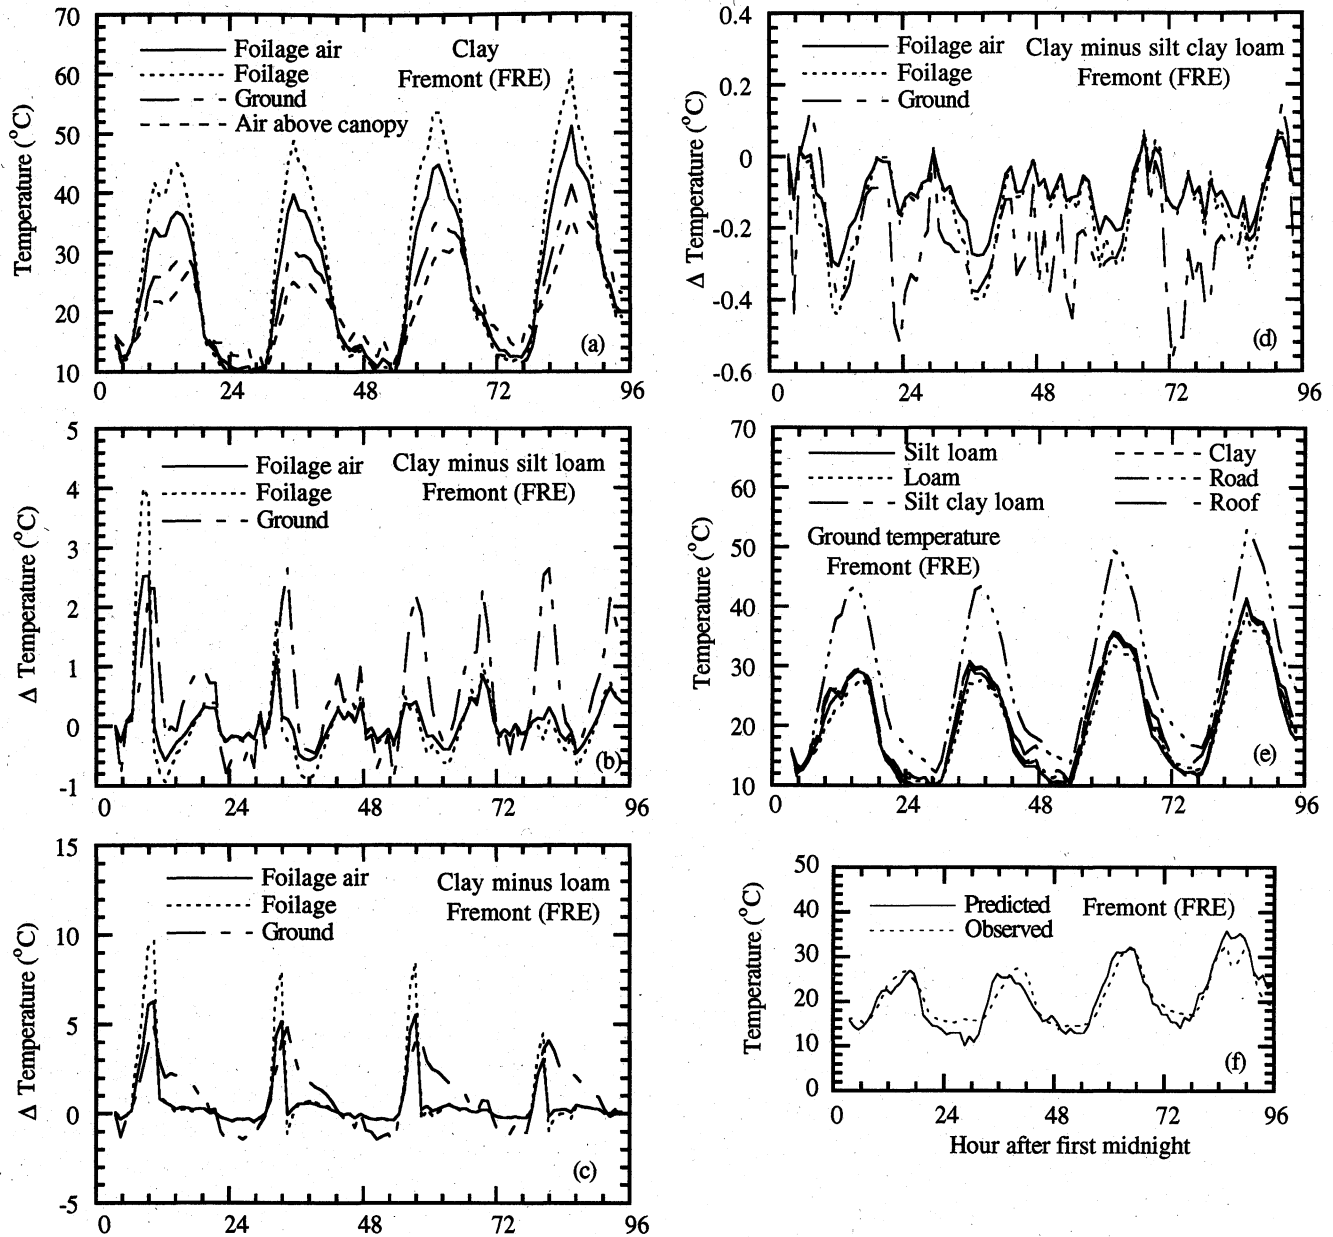 70
60
50
40
30
20
10
Temperature (°C)
Foilage air
Foilage
Ground
Air above canopy
Clay
Fremont (FRE)
(a)
0
24
48
72
96
5
4
3
2
1
0
-1
Δ Temperature (°C)
Foilage air
Foilage
Ground
Clay minus silt loam
Fremont (FRE)
(b)
0
24
48
72
96
15
10
5
0
-5
Δ Temperature (°C)
Foilage air
Foilage
Ground
Clay minus loam
Fremont (FRE)
(c)
0
24
48
72
96
0.4
0.2
0
-0.2
-0.4
-0.6
Δ Temperature (°C)
Foilage air
Foilage
Ground
Clay minus silt clay loam
Fremont (FRE)
(d)
0
24
48
72
96
70
60
50
40
30
20
10
Temperature (°C)
Silt loam
Loam
Silt clay loam
Clay
Road
Roof
Ground temperature
Fremont (FRE)
(e)
0
24
48
72
96
50
40
30
20
10
0
Temperature (°C)
Predicted
Observed
Fremont (FRE)
(f)
0
24
48
72
96
Hour after first midnight